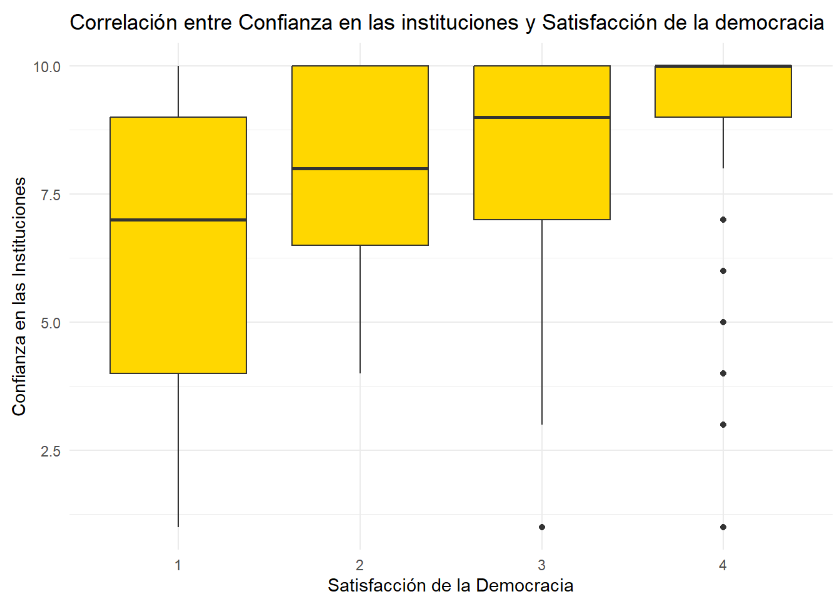 Correlación entre Confianza en las instituciones y Satisfacción de la democracia
10.0
7.5
5.0
2.5
Confianza en las Instituciones
1 2 3 4
Satisfacción de la Democracia